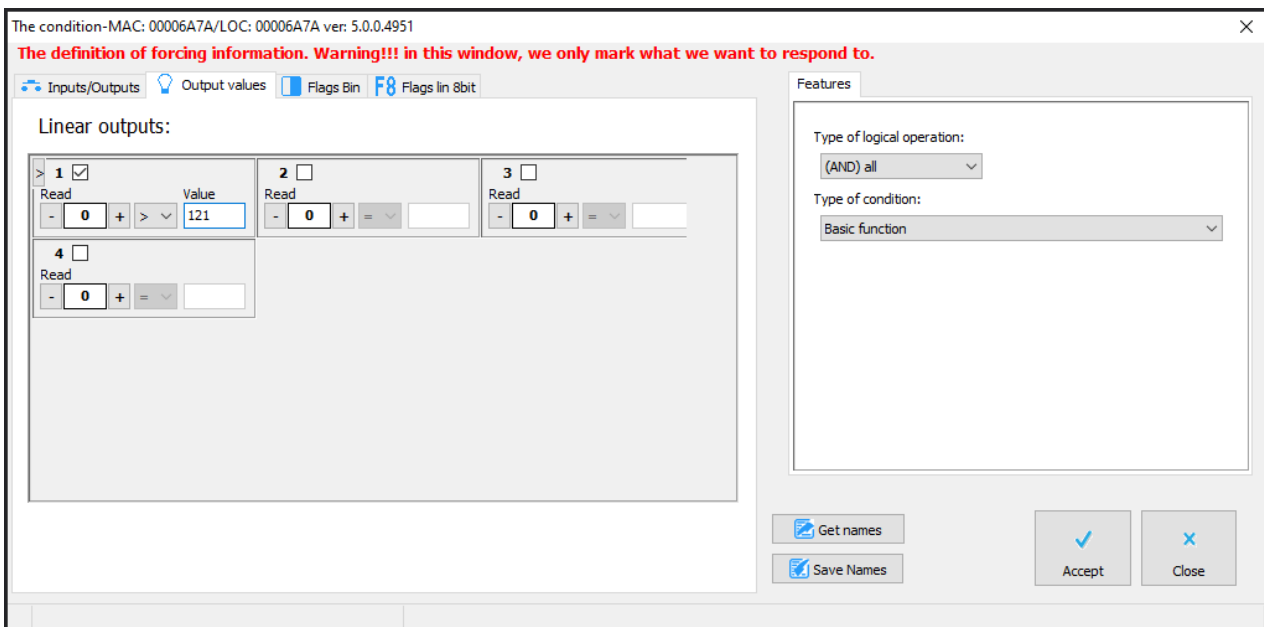 The condition-MAC: 00006A7A/LOC: 00006A7A ver: 5.0.0.4951
The definition of forcing information. Warning!!! in this window, we only mark what we want to respond to.
Inputs/Outputs Output values Flags Bin F8 Flags lin 8bit
Features
Linear outputs:
Type of logical operation:
(AND) all
Type of condition:
Basic function
> 1 2 3
Read Value Read Read
- 0 + > 121 - 0 + = - 0 + =
4
Read
- 0 + =
Get names
Save Names
Accept
Close